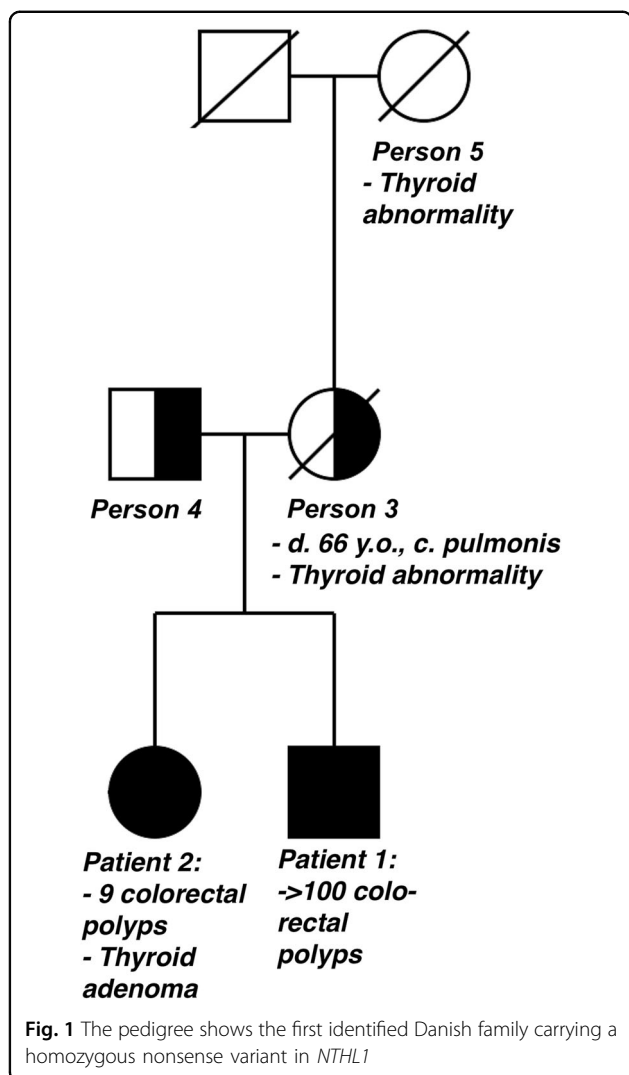 Person 5
- Thyroid
abnormality
Person 4
Person 3
- d. 66 y.o., c. pulmonis
- Thyroid abnormality
Patient 2:
- 9 colorectal
polyps
- Thyroid
adenoma
Patient 1:
->100 colo-
rectal
polyps
Fig. 1 The pedigree shows the first identified Danish family carrying a
homozygous nonsense variant in NTHL1